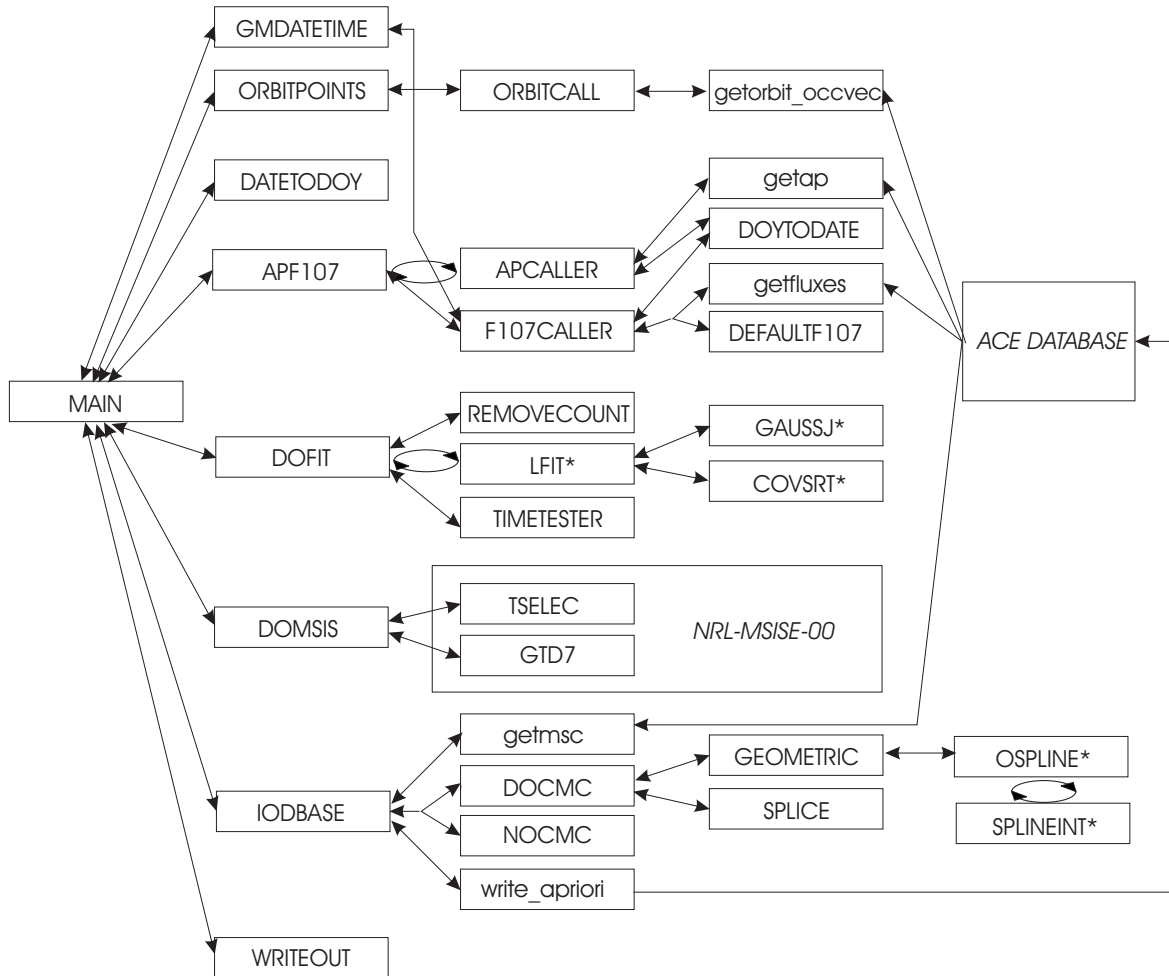 GMDATETIME
ORBITPOINTS
ORBITCALL
getorbit_occvec
DATETODOY
getap
DOYTODATE
APF107
APCALLER
getfluxes
F107CALLER
DEFAULTF107
ACE DATABASE
MAIN
REMOVECOUNT
GAUSSJ*
DOFIT
LFIT*
COVSRT*
TIMETESTER
TSELEC
DOMSIS
NRL-MSISE-00
GTD7
getmsc
GEOMETRIC
OSPLINE*
DOCMC
IODBASE
SPLICE
SPLINEINT*
NOCMC
write_apriori
WRITEOUT